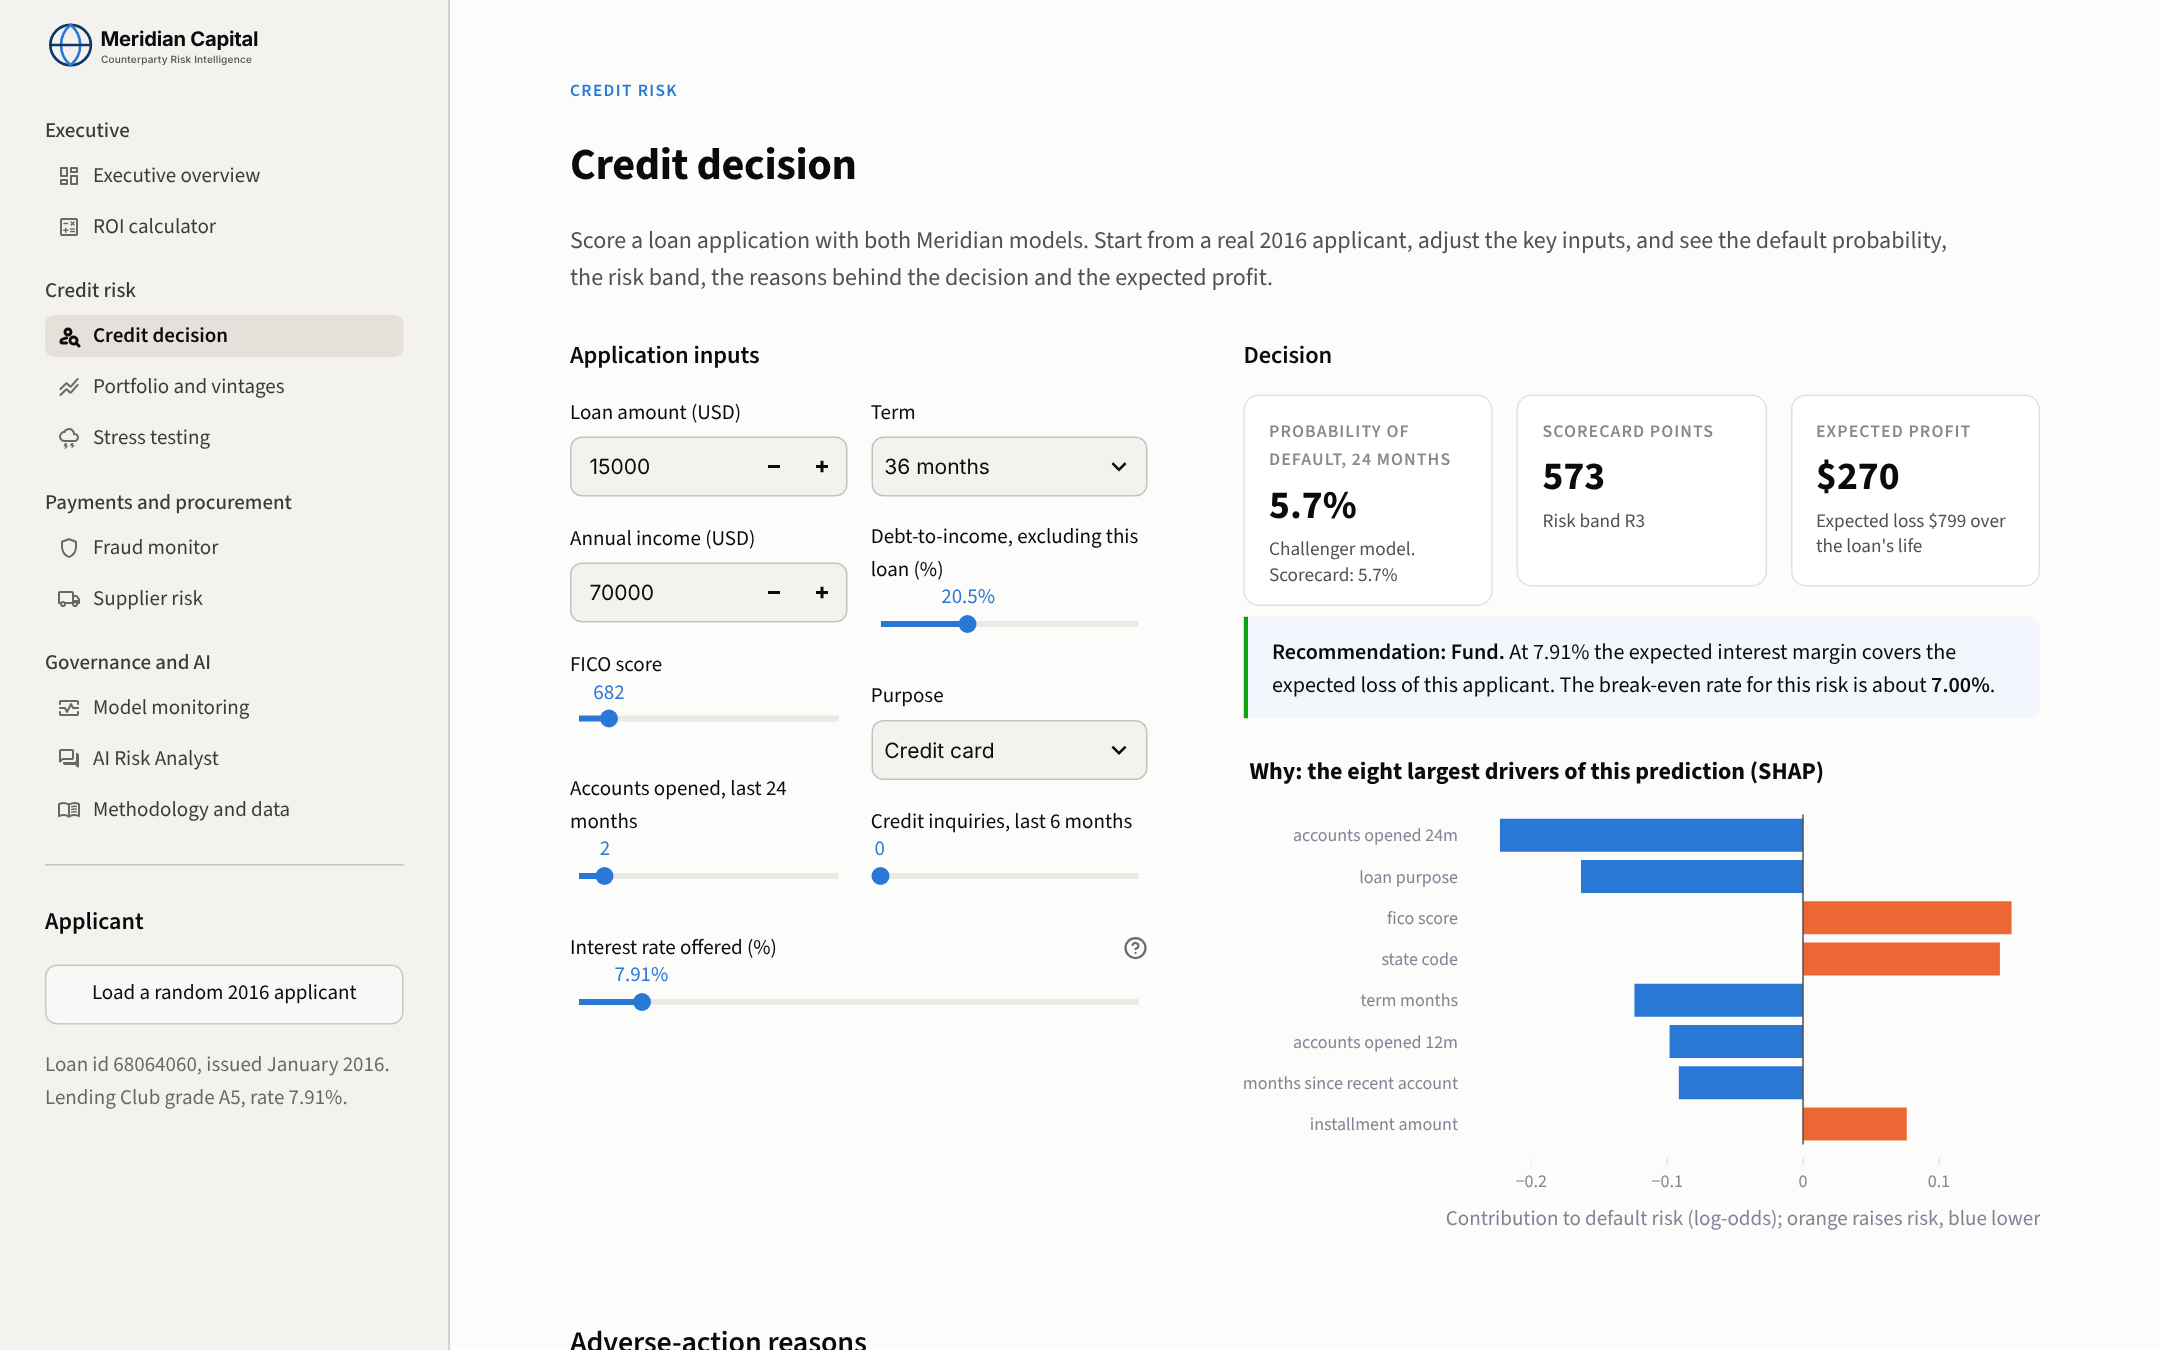 Meridian Capital
Counterparty Risk Intelligence
Executive
Executive overview
ROI calculator
Credit risk
Credit decision
Portfolio and vintages
Stress testing
Payments and procurement
Fraud monitor
Supplier risk
Governance and AI
Model monitoring
AI Risk Analyst
Methodology and data
Applicant
Load a random 2016 applicant
Loan id 68064060, issued January 2016.
Lending Club grade A5, rate 7.91%.
CREDIT RISK
Credit decision
Score a loan application with both Meridian models. Start from a real 2016 applicant, adjust the key inputs, and see the default probability,
the risk band, the reasons behind the decision and the expected profit.
Application inputs
Loan amount (USD)
15000
Term
36 months
Annual income (USD)
70000
Debt-to-income, excluding this
loan (%)
20.5%
FICO score
682
Purpose
Credit card
Accounts opened, last 24
months
2
Credit inquiries, last 6 months
0
Interest rate offered (%)
7.91%
Decision
PROBABILITY OF
DEFAULT, 24 MONTHS
5.7%
Challenger model.
Scorecard: 5.7%
SCORECARD POINTS
573
Risk band R3
EXPECTED PROFIT
$270
Expected loss $799 over
the loan's life
Recommendation: Fund. At 7.91% the expected interest margin covers the
expected loss of this applicant. The break-even rate for this risk is about 7.00%.
Why: the eight largest drivers of this prediction (SHAP)
accounts opened 24m
loan purpose
fico score
state code
term months
accounts opened 12m
months since recent account
installment amount
−0.2 −0.1 0 0.1
Contribution to default risk (log-odds); orange raises risk, blue lower
Adverse-action reasons